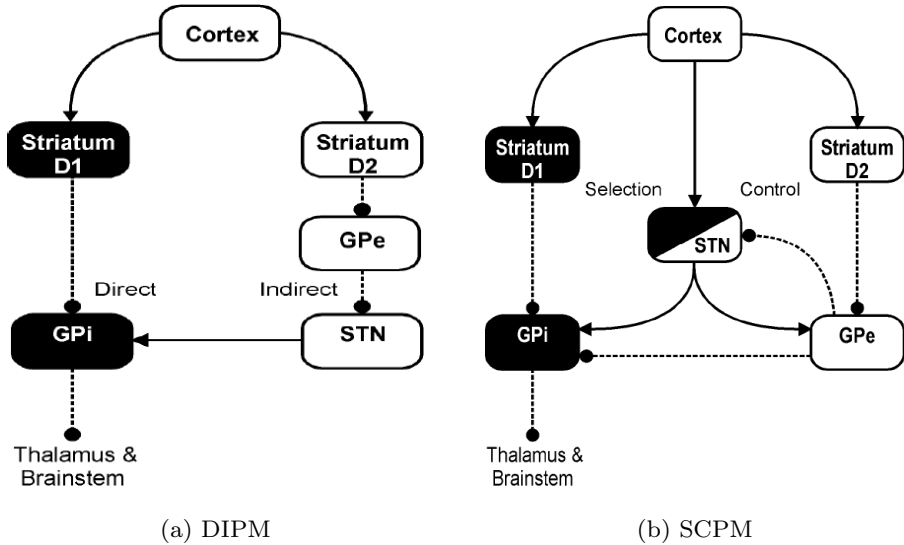 Cortex
Striatum
D1
Striatum
D2
GPe
Direct
Indirect
GPi
STN
Thalamus &
Brainstem
(a) DIPM
Cortex
Striatum
D1
Striatum
D2
Selection
Control
STN
GPi
GPe
Thalamus &
Brainstem
(b) SCPM